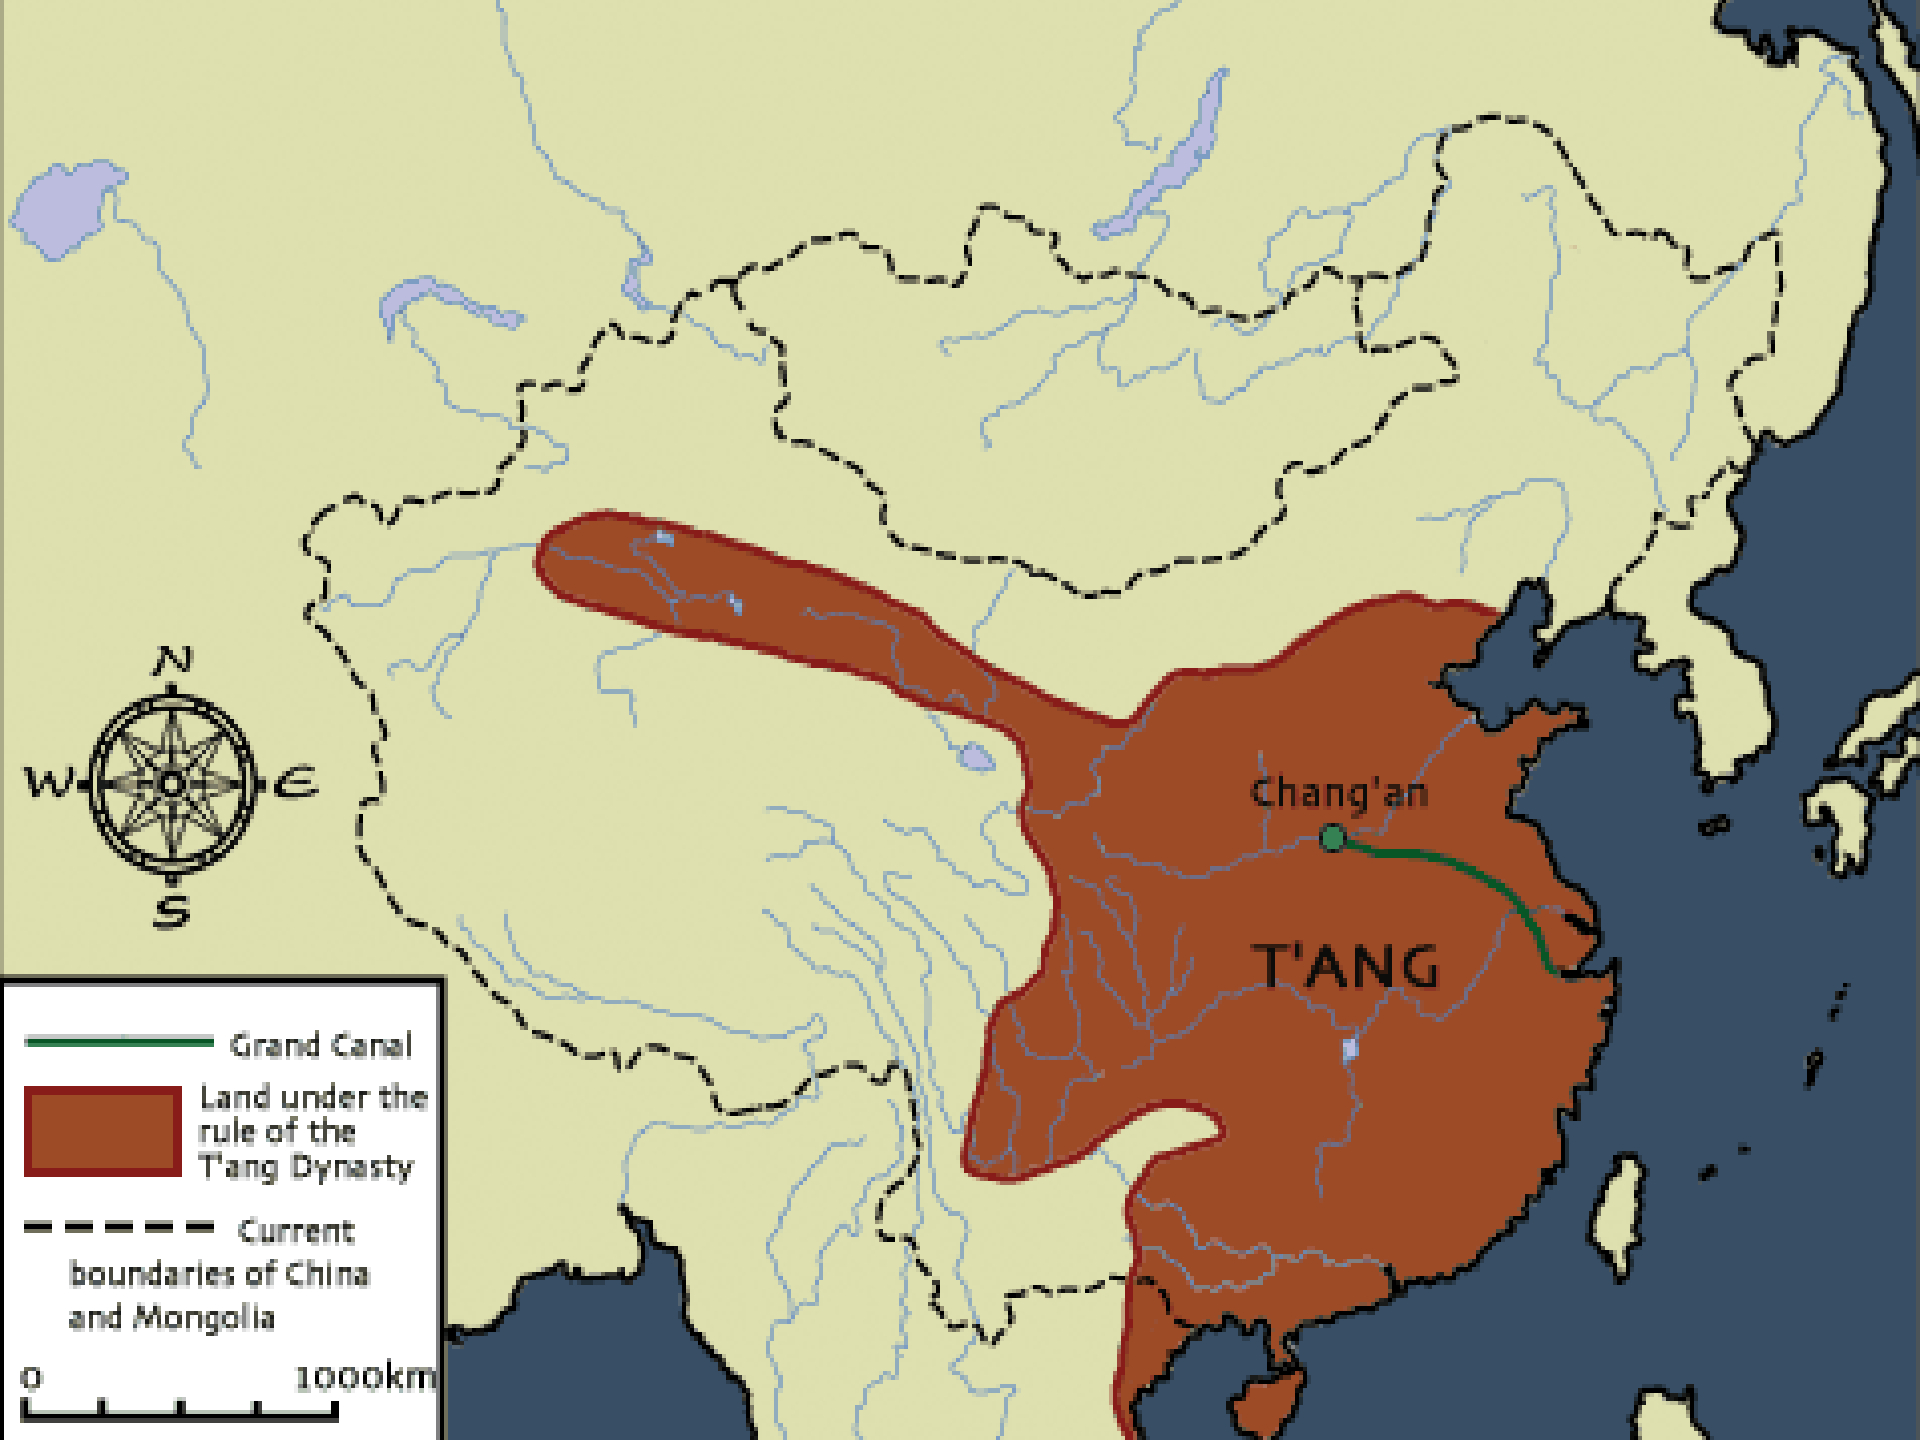 N
W E
S
Chang'an
T'ANG
Grand Canal
Land under the
rule of the
T'ang Dynasty
Current
boundaries of China
and Mongolia
0 1000km